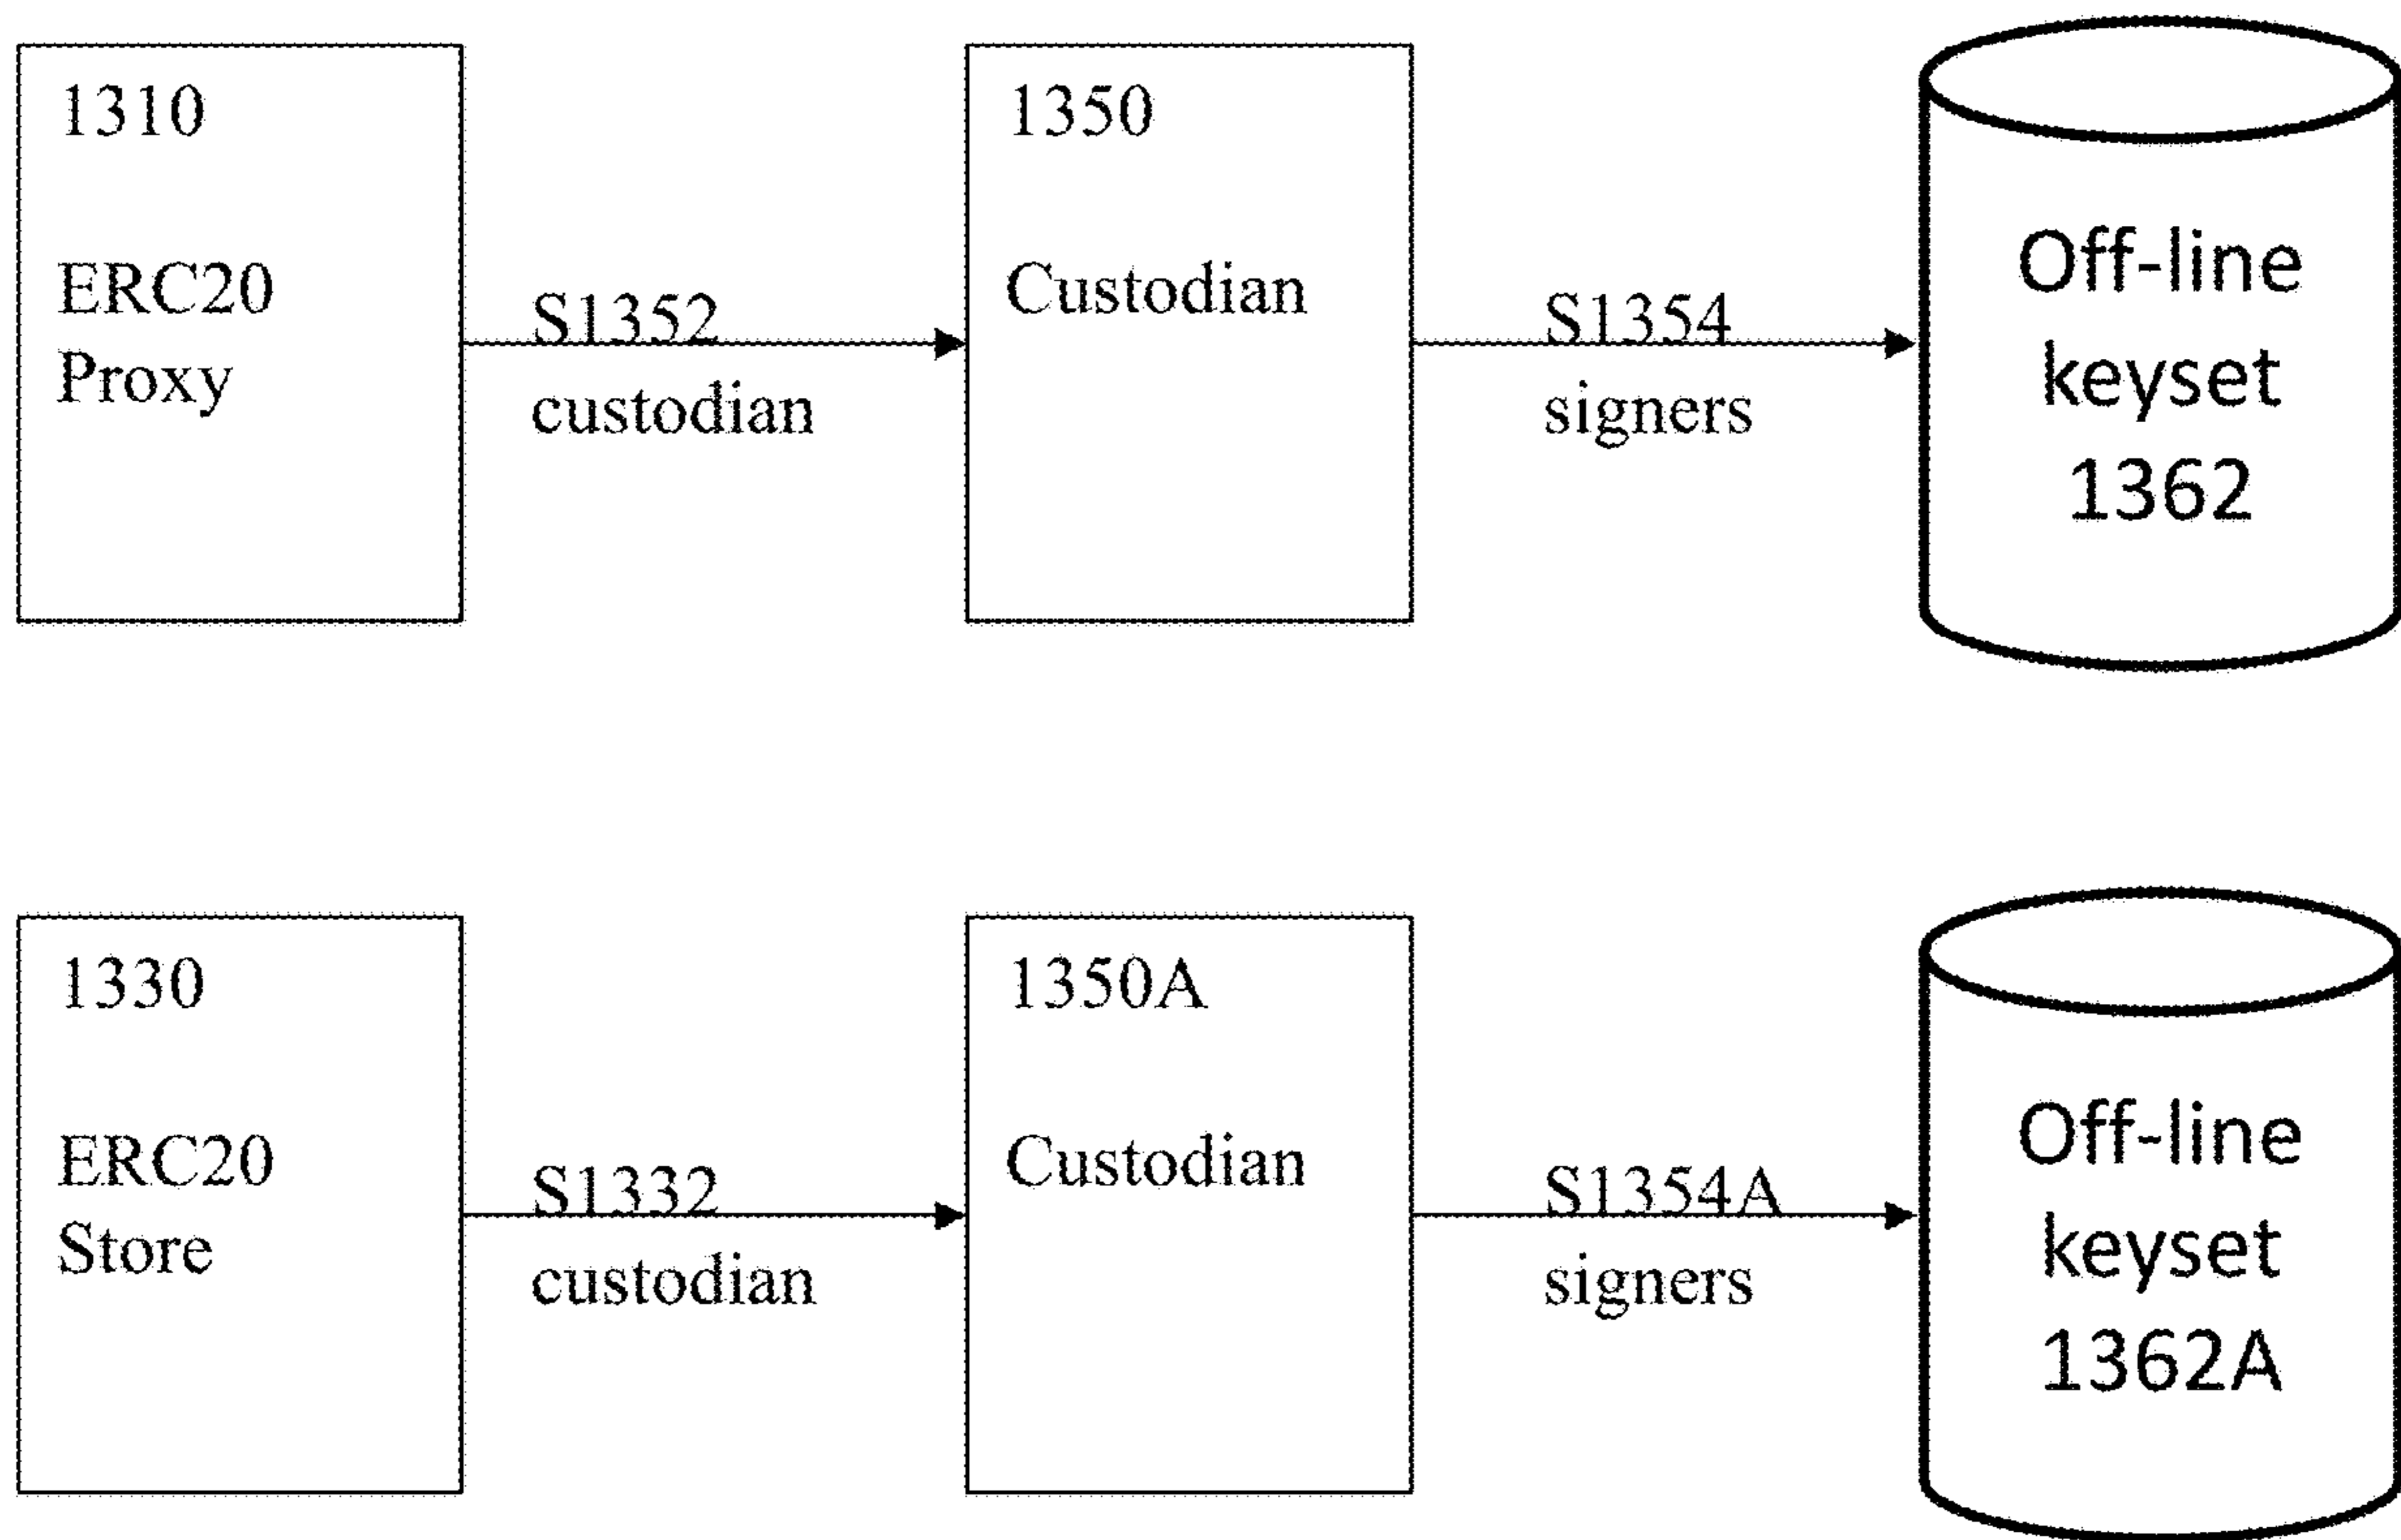 1310
ERC20
Proxy
S1352
custodian
1350
Custodian
S1354
signers
Off-line
keyset
1362
1330
ERC20
Store
S1332
custodian
1350A
Custodian
S1354A
signers
Off-line
keyset
1362A